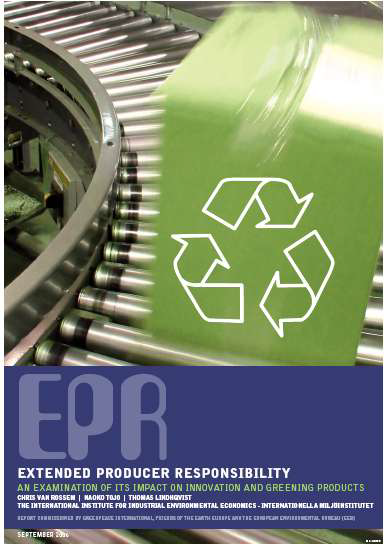 EPR
EXTENDED PRODUCER RESPONSIBILITY
AN EXAMINATION OF ITS IMPACT ON INNOVATION AND GREENING PRODUCTS
CHRIS VAN ROSSEM | NAOKO TOJO | THOMAS LINDHQVIST
THE INTERNATIONAL INSTITUTE FOR INDUSTRIAL ENVIRONMENTAL ECONOMICS - INTERNATIONELLA MILJÖINSTITUTET
REPORT COMMISSIONED BY GREENPEACE INTERNATIONAL, FRIENDS OF THE EARTH EUROPE AND THE EUROPEAN ENVIRONMENTAL BUREAU (EEB)
SEPTEMBER 2006